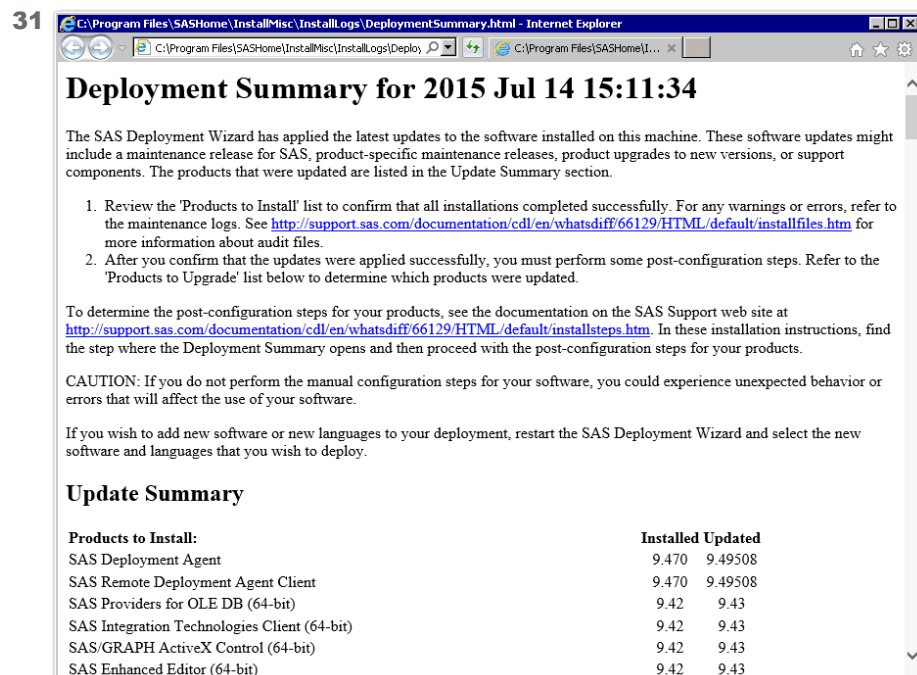 31
C:\Program Files\SASHome\InstallMisc\InstallLogs\DeploymentSummary.html - Internet Explorer
C:\Program Files\SASHome\InstallMisc\InstallLogs\Deploy C:\Program Files\SASHome\I...
Deployment Summary for 2015 Jul 14 15:11:34
The SAS Deployment Wizard has applied the latest updates to the software installed on this machine. These software updates might
include a maintenance release for SAS, product-specific maintenance releases, product upgrades to new versions, or support
components. The products that were updated are listed in the Update Summary section.
1. Review the 'Products to Install' list to confirm that all installations completed successfully. For any warnings or errors, refer to
the maintenance logs. See http://support.sas.com/documentation/cdl/en/whatsdiff/66129/HTML/default/installfiles.htm for
more information about audit files.
2. After you confirm that the updates were applied successfully, you must perform some post-configuration steps. Refer to the
'Products to Upgrade' list below to determine which products were updated.
To determine the post-configuration steps for your products, see the documentation on the SAS Support web site at
http://support.sas.com/documentation/cdl/en/whatsdiff/66129/HTML/default/installsteps.htm. In these installation instructions, find
the step where the Deployment Summary opens and then proceed with the post-configuration steps for your products.
CAUTION: If you do not perform the manual configuration steps for your software, you could experience unexpected behavior or
errors that will affect the use of your software.
If you wish to add new software or new languages to your deployment, restart the SAS Deployment Wizard and select the new
software and languages that you wish to deploy.
Update Summary
Products to Install: Installed Updated
SAS Deployment Agent 9.470 9.49508
SAS Remote Deployment Agent Client 9.470 9.49508
SAS Providers for OLE DB (64-bit) 9.42 9.43
SAS Integration Technologies Client (64-bit) 9.42 9.43
SAS/GRAPH ActiveX Control (64-bit) 9.42 9.43
SAS Enhanced Editor (64-bit) 9.42 9.43